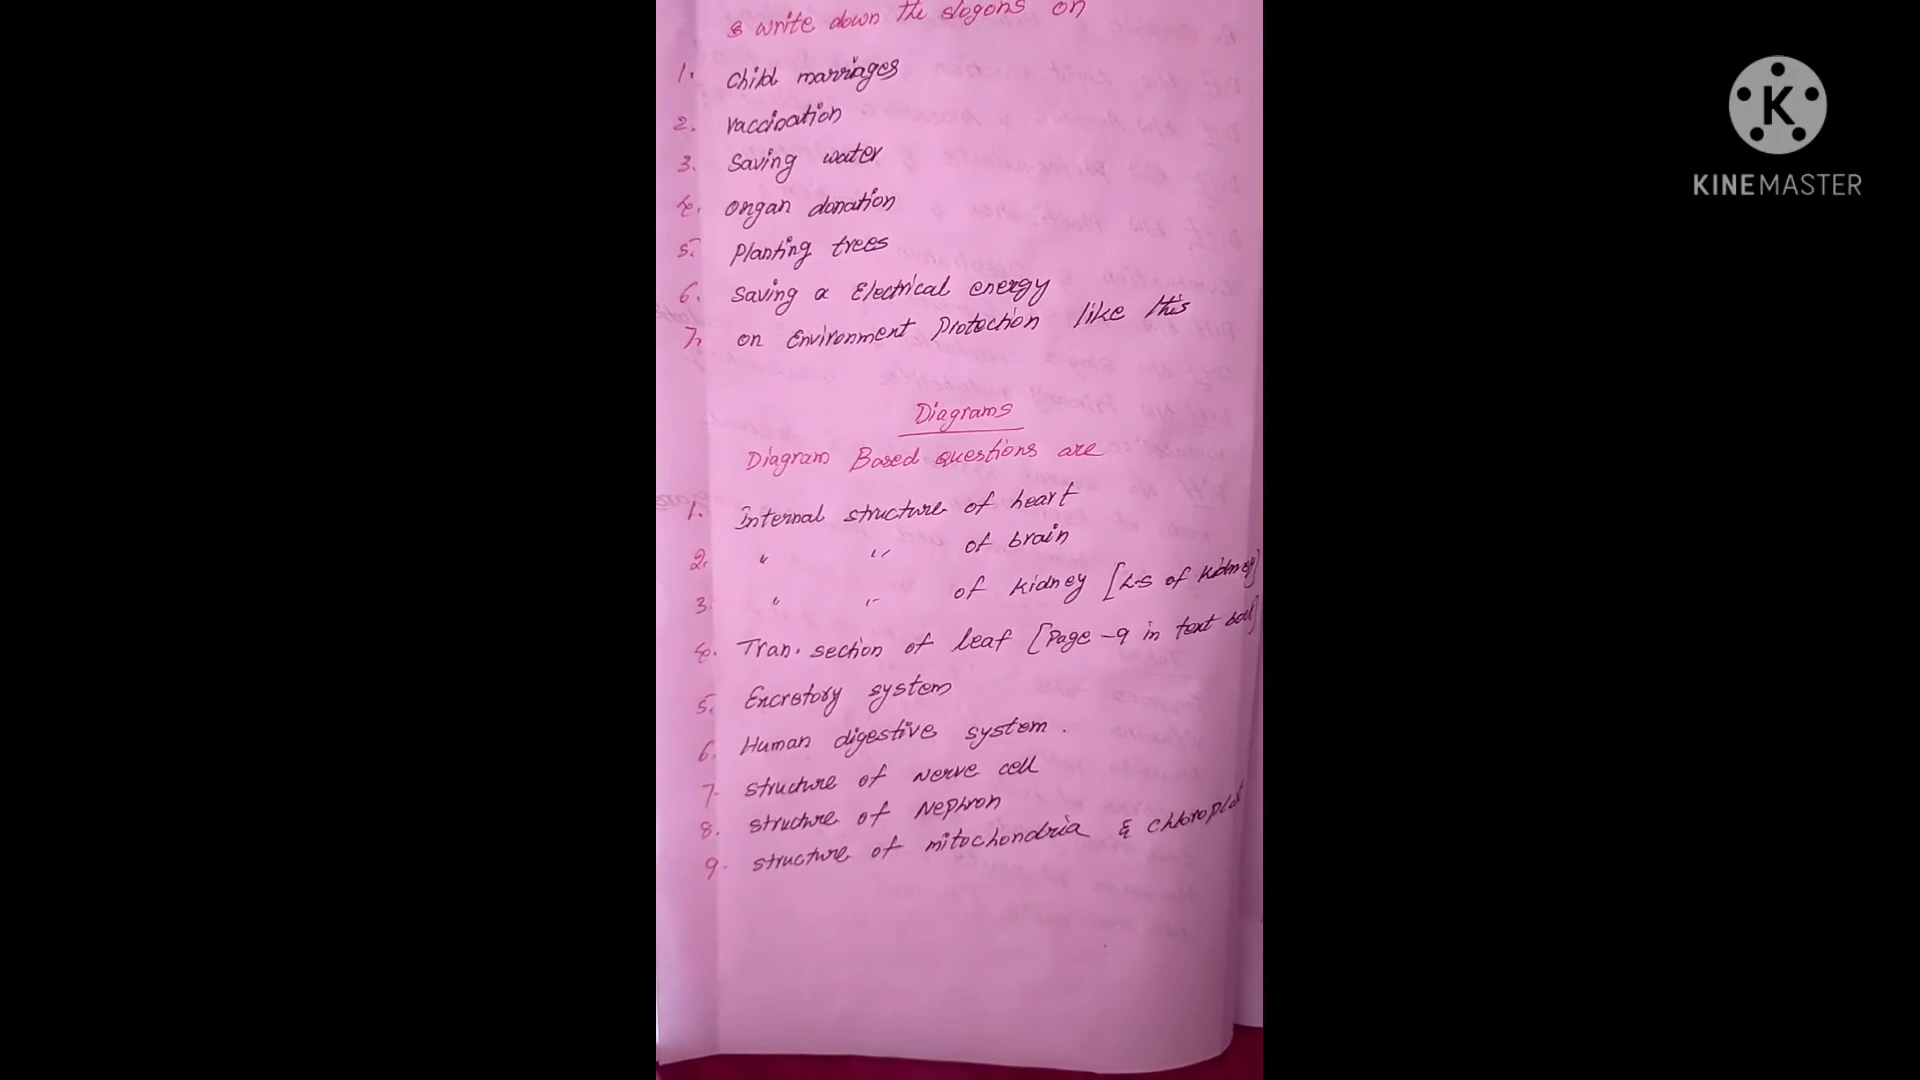 & write down the slogons on
1. child marriages
2. vaccination
3. Saving water
4. organ donation
5. Planting trees
6. Saving a Electrical energy
7. on Environment Protection like this
Diagrams
Diagram Based questions are
1. Internal structure of heart
2. " " of brain
3. " " of kidney [L.S of kidney]
4. Tran. section of leaf [Page -9 in text book]
5. Excretory system
6. Human digestive system.
7. structure of Nerve cell
8. structure of Nephron
9. structure of mitochondria & chloroplast
KINEMASTER